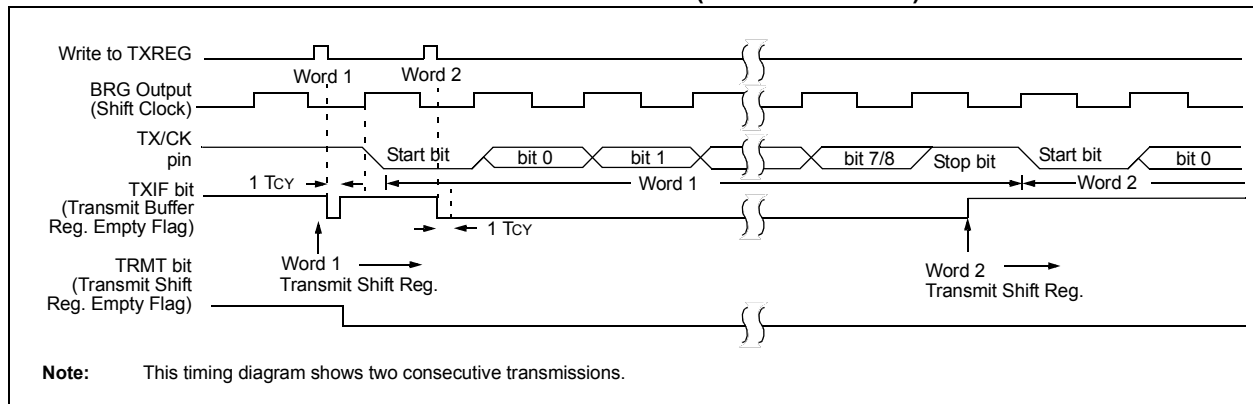 Write to TXREG
Word 1
Word 2
BRG Output
(Shift Clock)
TX/CK
pin
Start bit
bit 0
bit 1
bit 7/8
Stop bit
Start bit
bit 0
1 TCY
Word 1
Word 2
TXIF bit
(Transmit Buffer
Reg. Empty Flag)
1 TCY
Word 1
Transmit Shift Reg.
Word 2
Transmit Shift Reg.
TRMT bit
(Transmit Shift
Reg. Empty Flag)
Note: This timing diagram shows two consecutive transmissions.